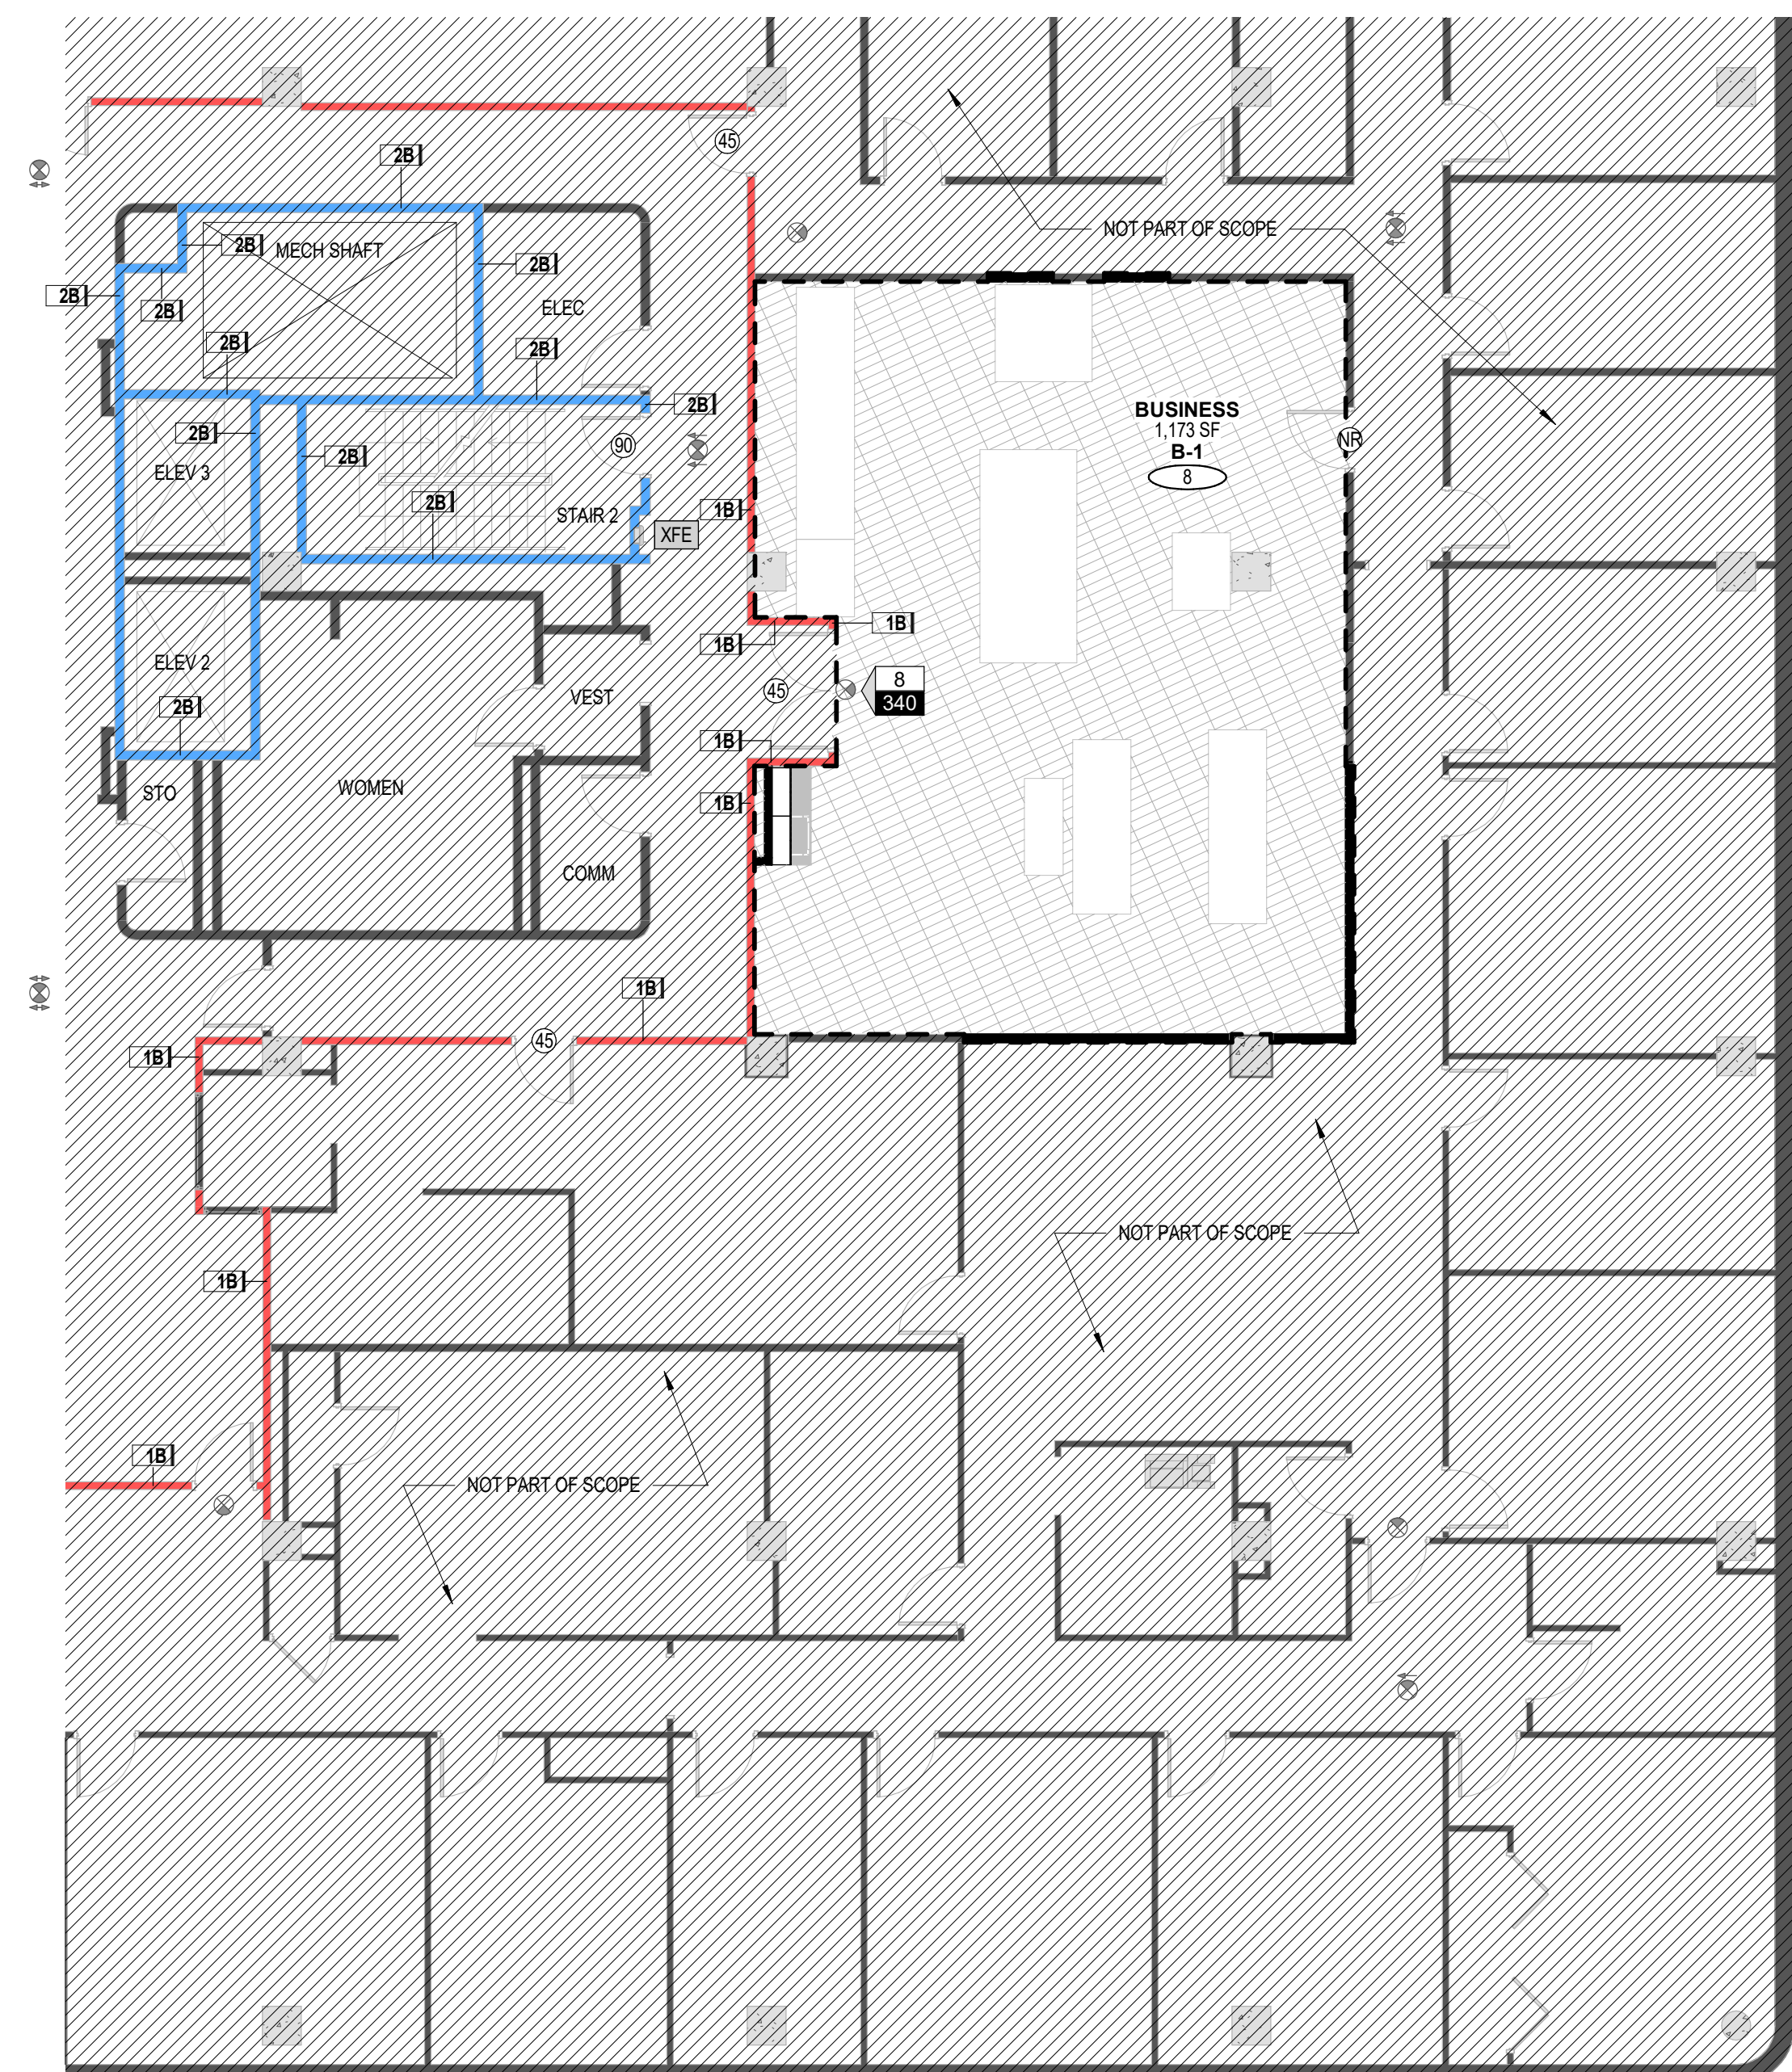 45
2B
2B
MECH SHAFT
NOT PART OF SCOPE
2B
2B
2B
ELEC
2B
2B
2B
BUSINESS
1,173 SF
B-1
8
NR
2B
90
2B
ELEV 3
2B
STAIR 2
1B
XFE
1B
1B
ELEV 2
45
8
340
VEST
2B
1B
STO
WOMEN
1B
COMM
1B
45
1B
NOT PART OF SCOPE
1B
1B
NOT PART OF SCOPE